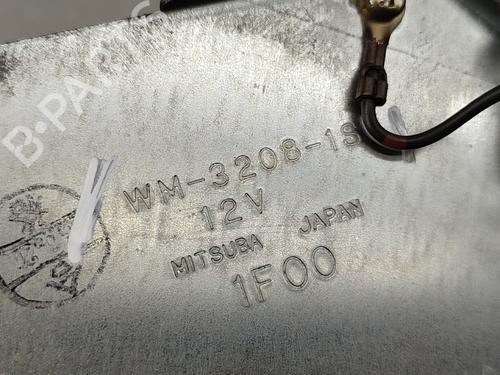 B-PARTS
WM-3208-1S
12V
MITSUBA JAPAN
1F00